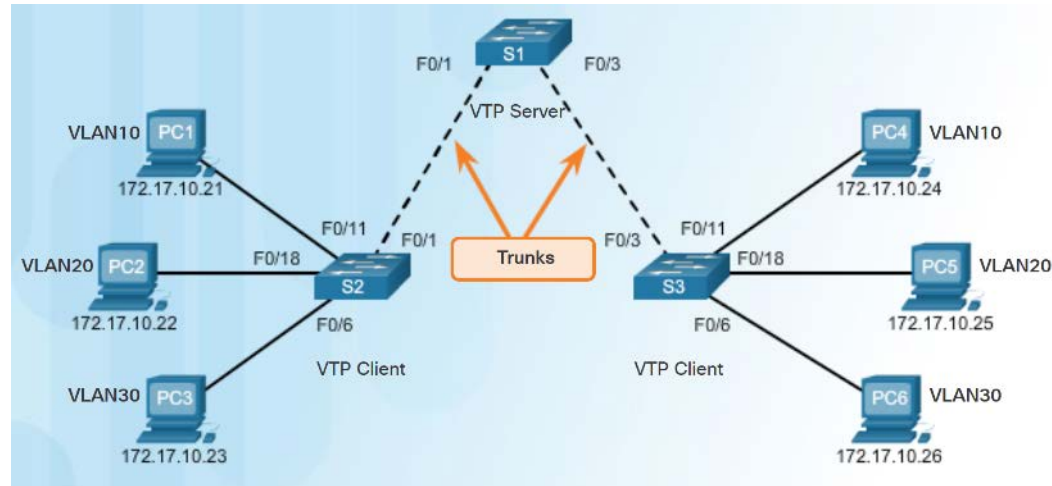 S1
F0/1
F0/3
VTP Server
VLAN10
PC1
172.17.10.21
PC4
VLAN10
172.17.10.24
F0/11
F0/1
F0/18
VLAN20
PC2
172.17.10.22
S2
F0/6
VTP Client
Trunks
F0/3
F0/11
F0/18
S3
PC5
VLAN20
172.17.10.25
F0/6
VTP Client
VLAN30
PC3
172.17.10.23
PC6
VLAN30
172.17.10.26